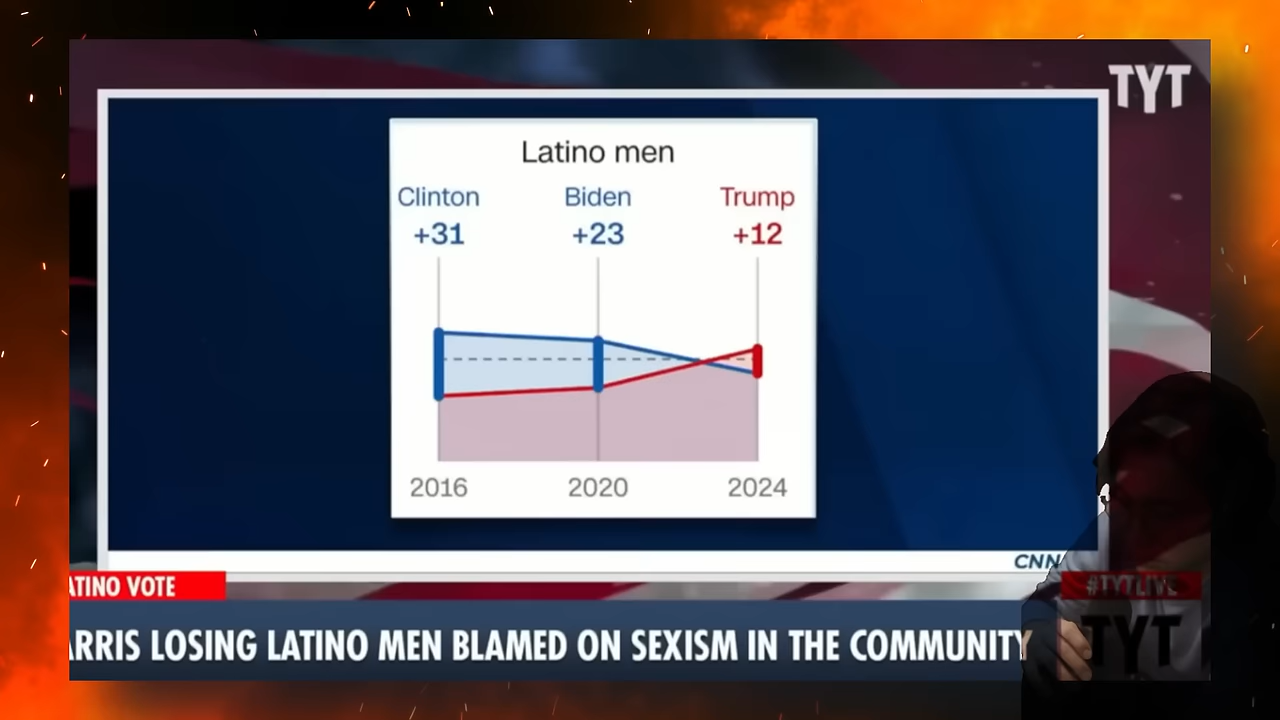 TYT
Latino men
Clinton Biden Trump
+31 +23 +12
2016 2020 2024
CNN
ATINO VOTE
#TYTLIVE
ARRIS LOSING LATINO MEN BLAMED ON SEXISM IN THE COMMUNITY
TYT